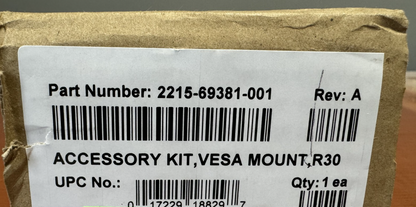 Part Number: 2215-69381-001 Rev: A
ACCESSORY KIT,VESA MOUNT,R30
UPC No.: Qty: 1 ea
0 17229 18829 7